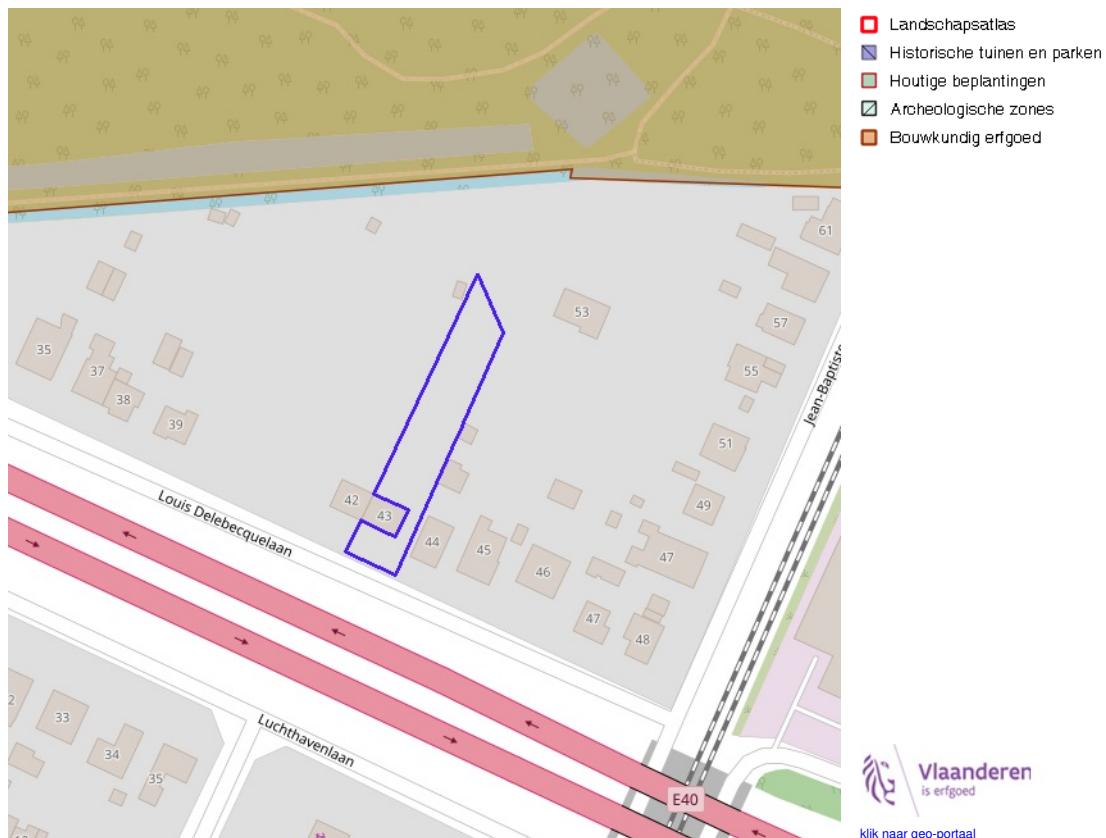 Landschapsatlas
Historische tuinen en parken
Houtige beplantingen
Archeologische zones
Bouwkundig erfgoed
61
53
57
35
37
55
38
39
Jean-Baptiste
51
42
43
49
Louis Delebecquelaan
44
45
46
47
47
48
2
33
34
35
Luchthavenlaan
E40
13
Vlaanderen
is erfgoed
klik naar geo-portaal